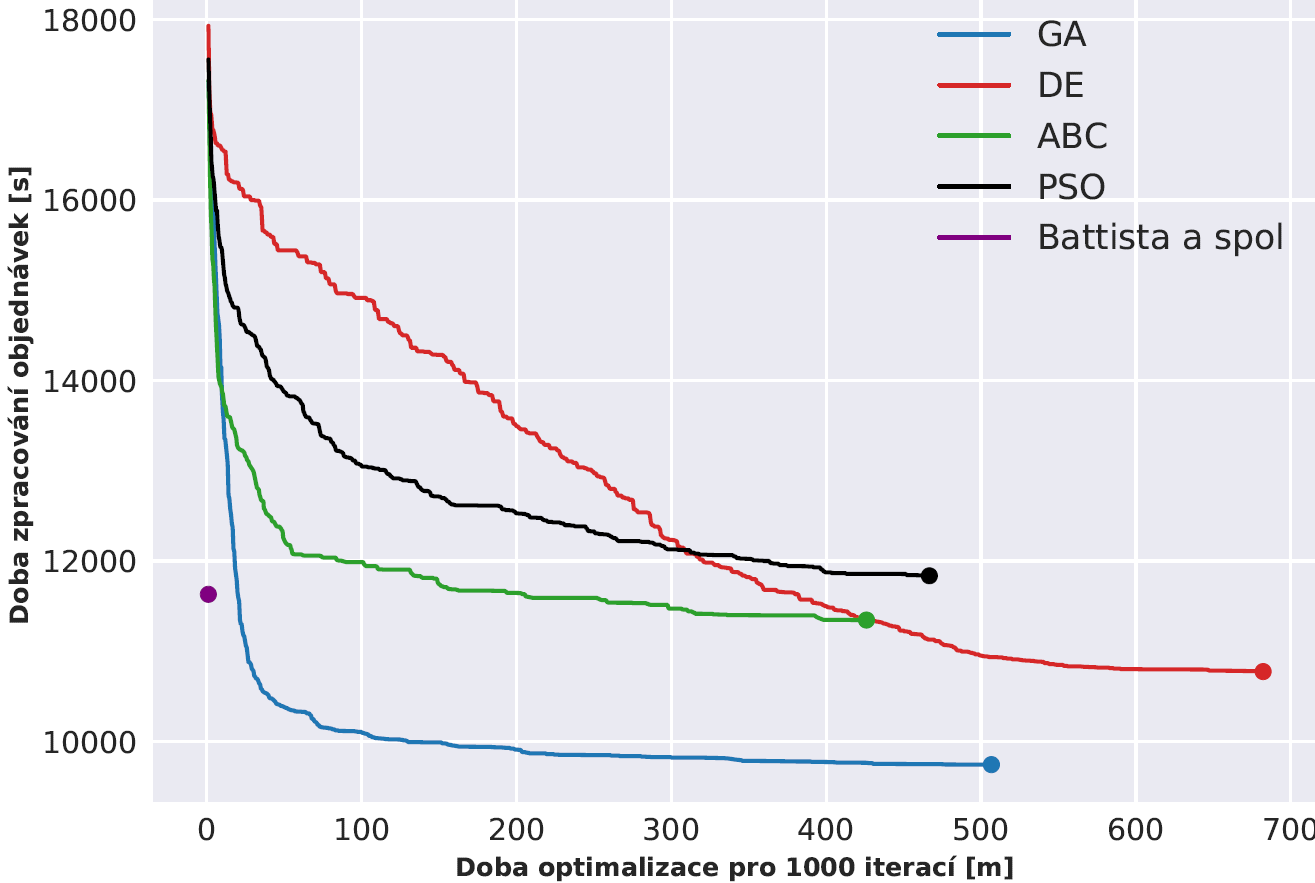 18000
16000
14000
12000
10000
Doba zpracování objednávek [s]
GA
DE
ABC
PSO
Battista a spol
0 100 200 300 400 500 600 700
Doba optimalizace pro 1000 iterací [m]